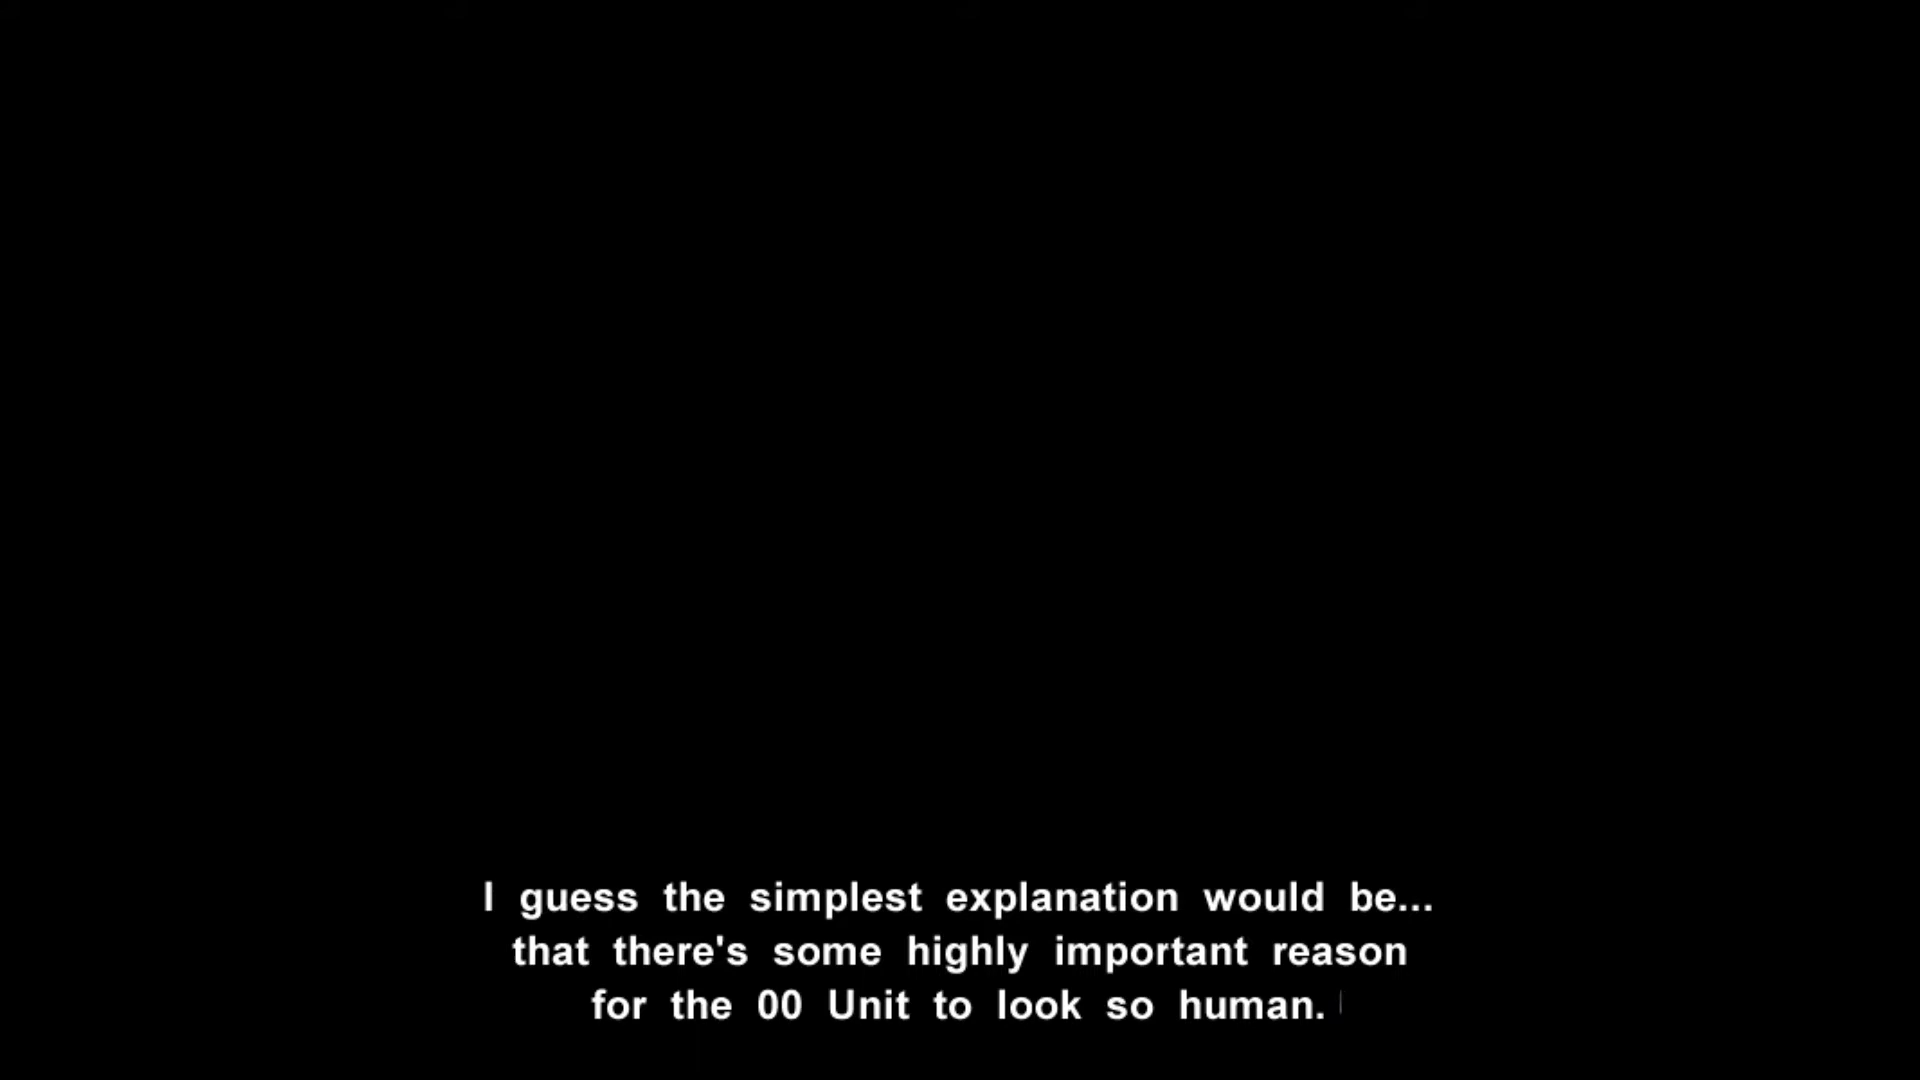 I guess the simplest explanation would be...
that there's some highly important reason
for the 00 Unit to look so human.